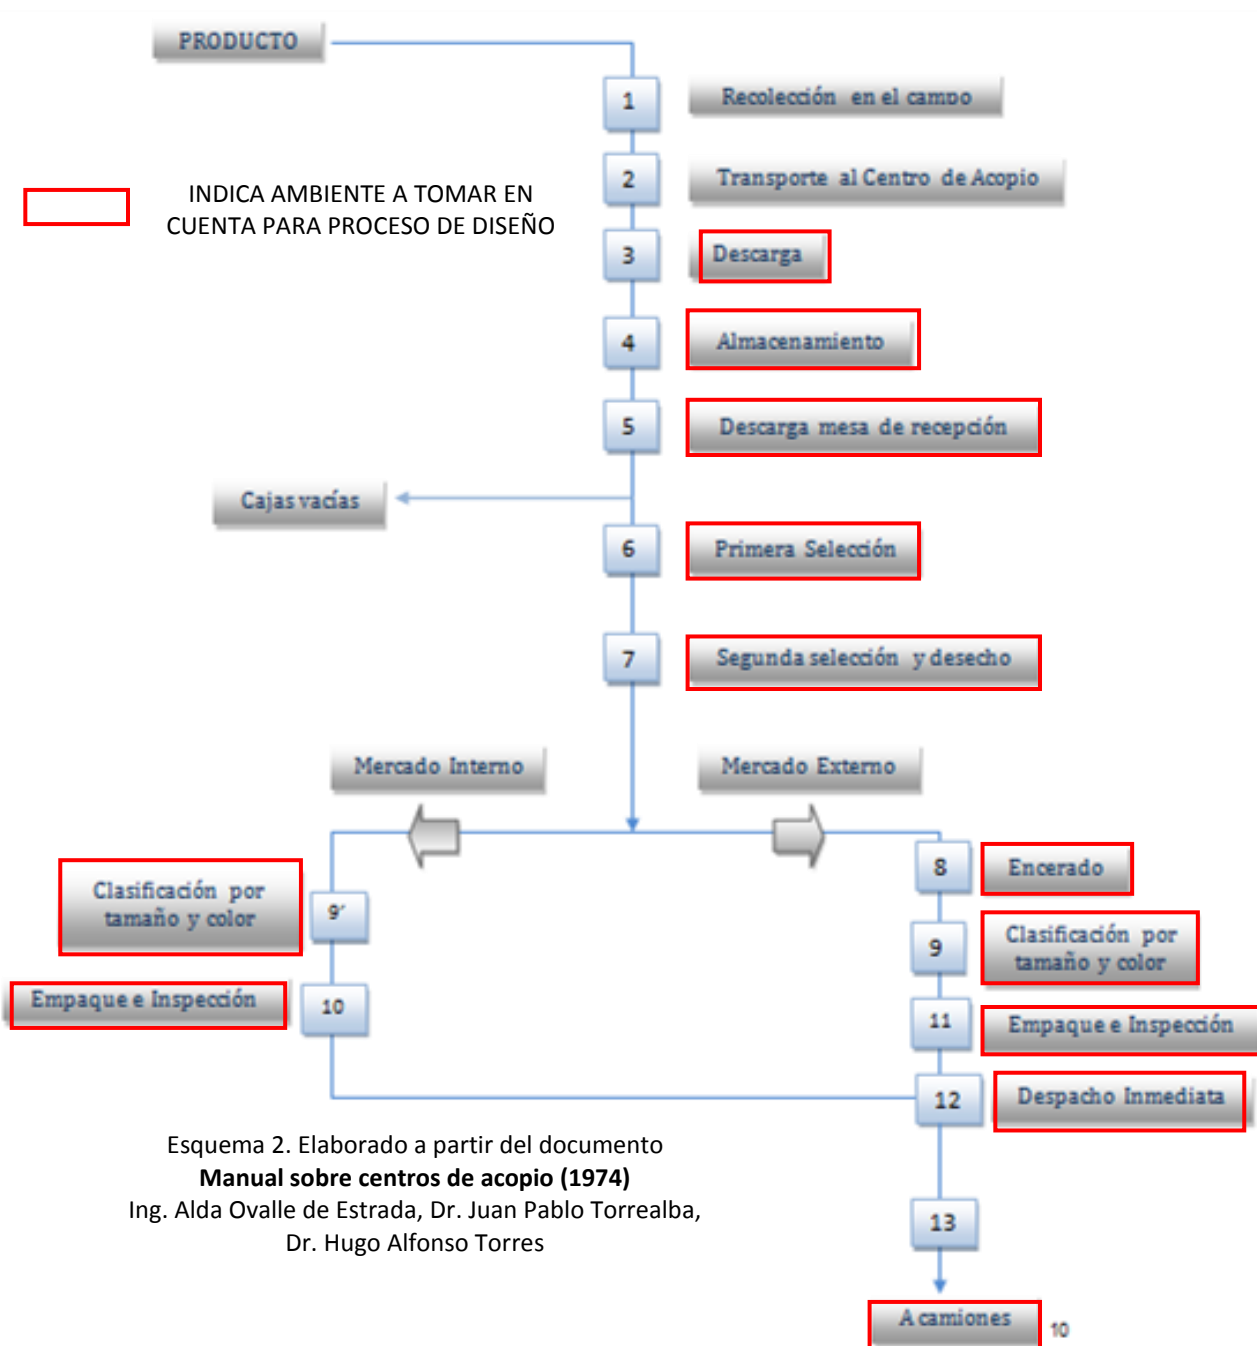 PRODUCTO
1
Recolección en el campo
2
Transporte al Centro de Acopio
INDICA AMBIENTE A TOMAR EN
CUENTA PARA PROCESO DE DISEÑO
3
Descarga
4
Almacenamiento
5
Descarga mesa de recepción
Cajas vacías
6
Primera Selección
7
Segunda selección y desecho
Mercado Interno
Mercado Externo
8
Encerado
Clasificación por
tamaño y color
9´
9
Clasificación por
tamaño y color
Empaque e Inspección
10
11
Empaque e Inspección
12
Despacho Inmediata
Esquema 2. Elaborado a partir del documento
Manual sobre centros de acopio (1974)
Ing. Alda Ovalle de Estrada, Dr. Juan Pablo Torrealba,
Dr. Hugo Alfonso Torres
13
A camiones
10